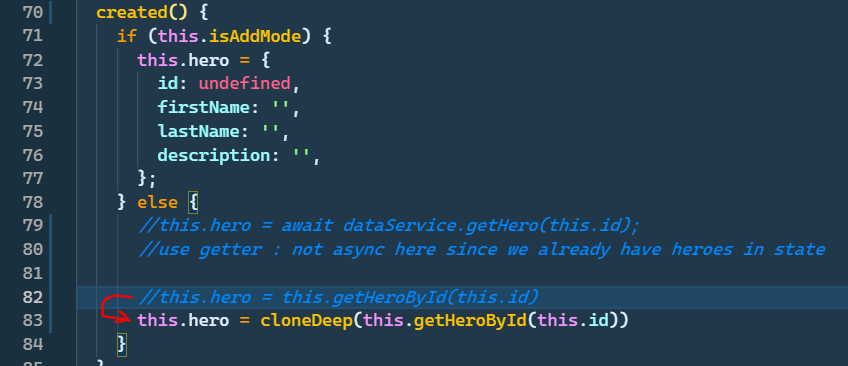 70 created() {
71 if (this.isAddMode) {
72 this.hero = {
73 id: undefined,
74 firstName: '',
75 lastName: '',
76 description: '',
77 };
78 } else {
79 //this.hero = await dataService.getHero(this.id);
80 //use getter : not async here since we already have heroes in state
81
82 //this.hero = this.getHeroById(this.id)
83 this.hero = cloneDeep(this.getHeroById(this.id))
84 }